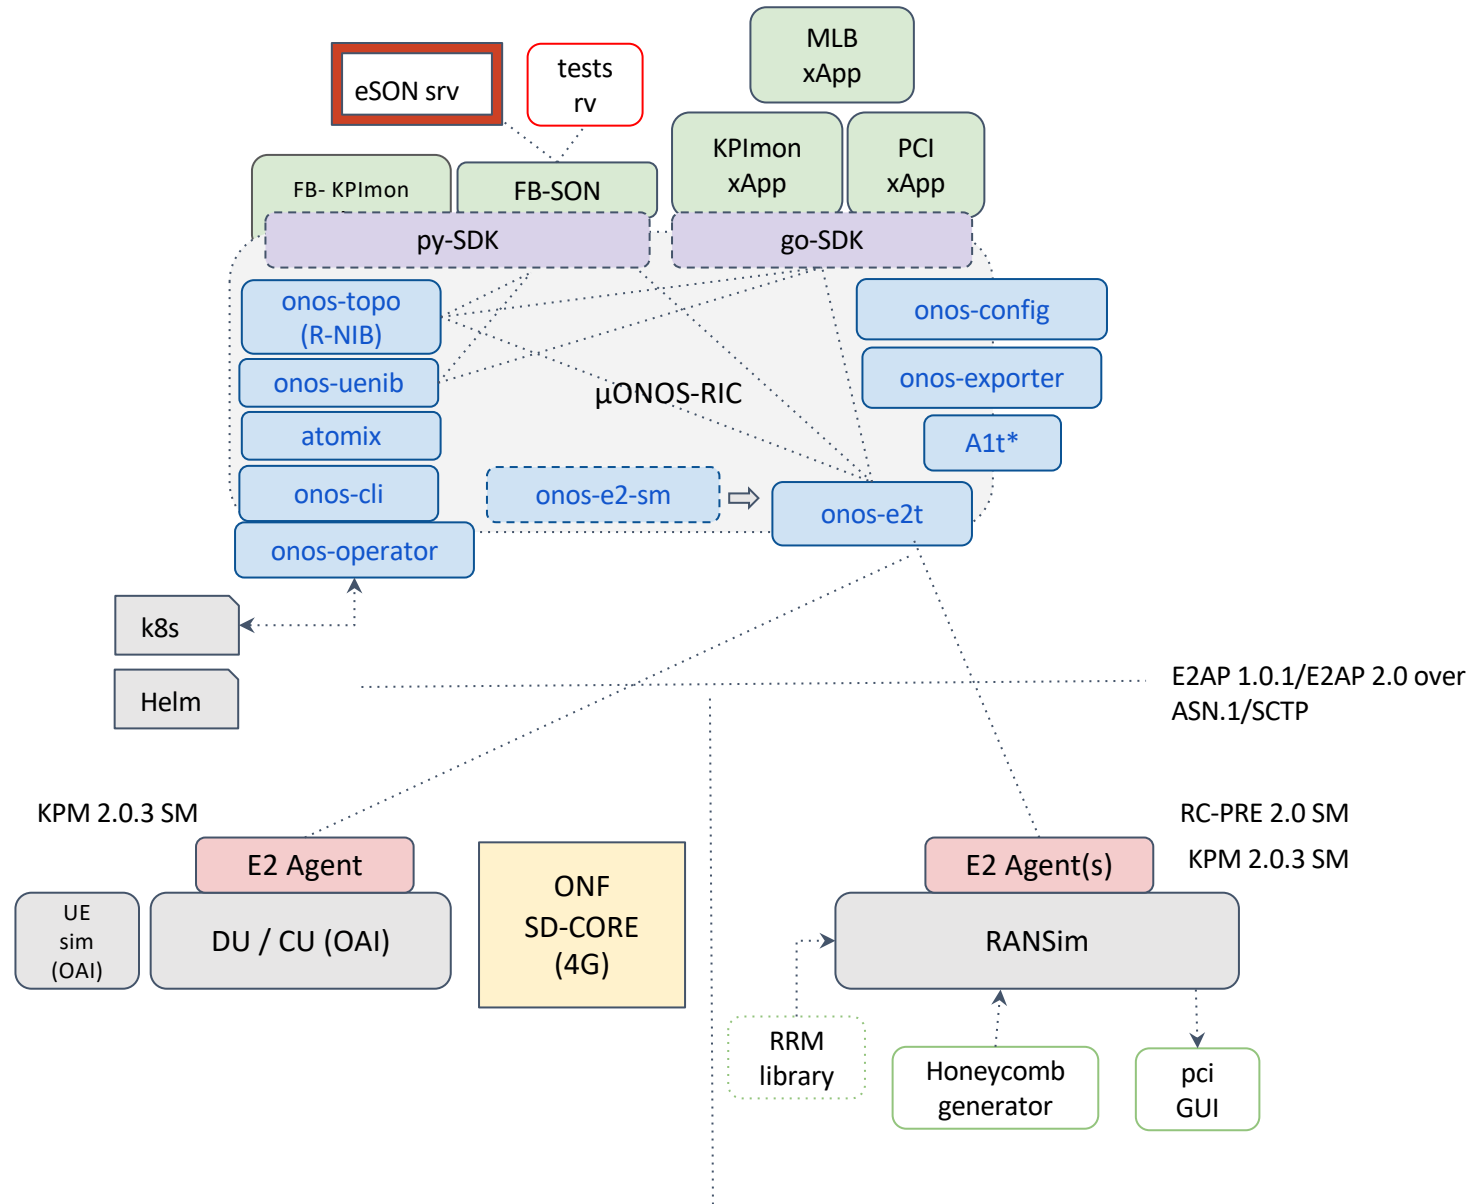 MLB
xApp
eSON srv
tests
rv
KPImon
xApp
PCI
xApp
FB- KPImon
FB-SON
py-SDK
go-SDK
onos-topo
(R-NIB)
onos-config
onos-uenib
onos-exporter
µONOS-RIC
atomix
A1t*
onos-cli
onos-e2-sm
onos-e2t
onos-operator
k8s
Helm
E2AP 1.0.1/E2AP 2.0 over
ASN.1/SCTP
KPM 2.0.3 SM
RC-PRE 2.0 SM
E2 Agent
E2 Agent(s)
KPM 2.0.3 SM
UE
sim
(OAI)
DU / CU (OAI)
ONF
SD-CORE
(4G)
RANSim
RRM
library
Honeycomb
generator
pci
GUI